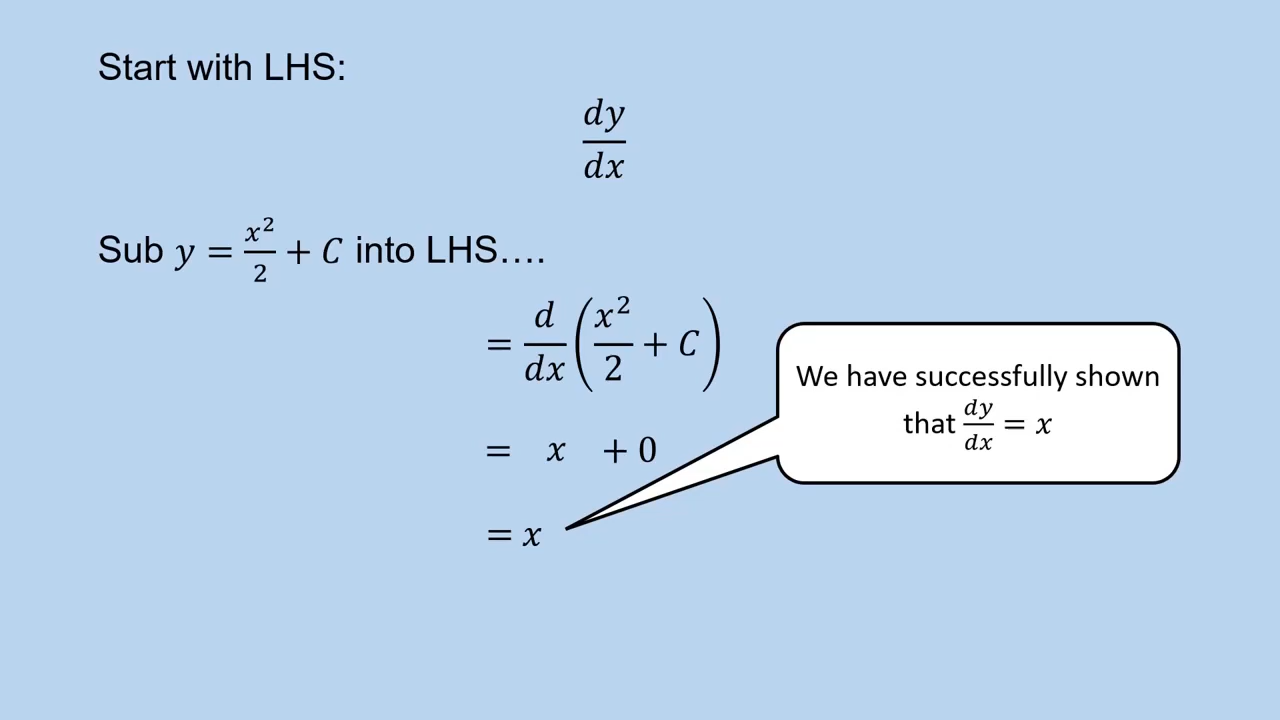 Start with LHS:
dy/dx
Sub y = x²/2 + C into LHS….
= d/dx (x²/2 + C)
= x + 0
= x
We have successfully shown
that dy/dx = x